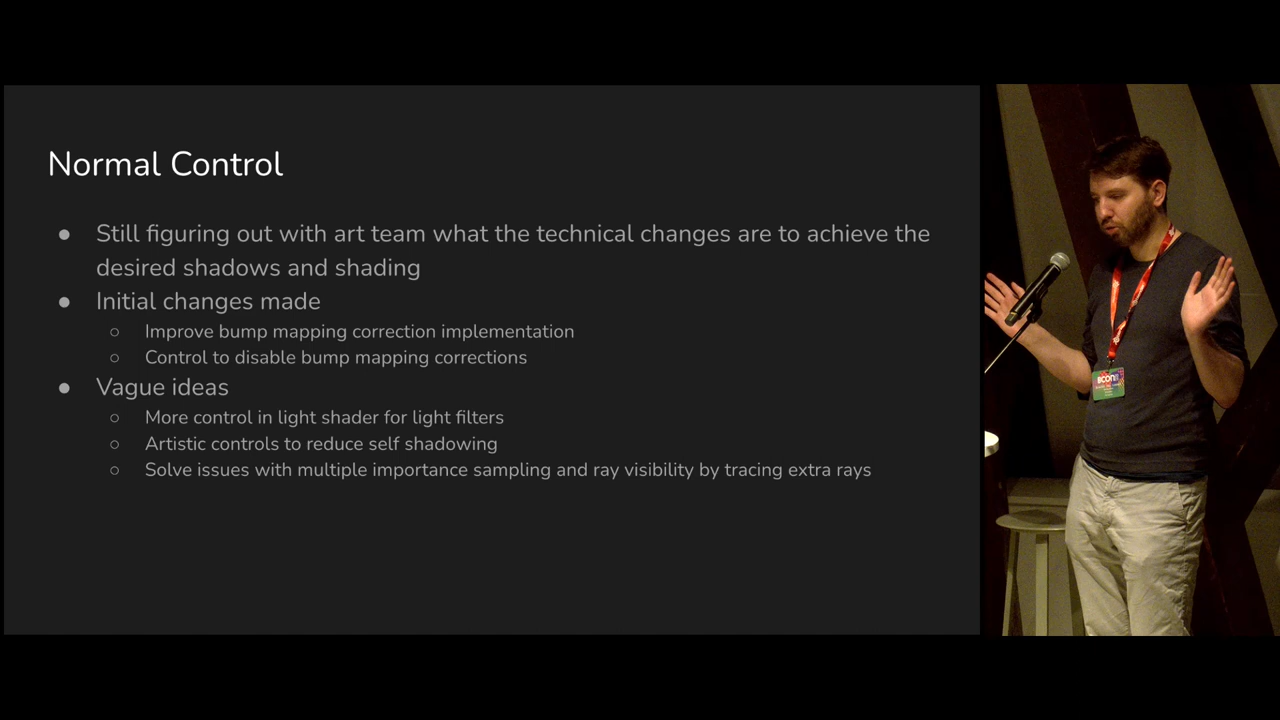 Normal Control
● Still figuring out with art team what the technical changes are to achieve the
desired shadows and shading
● Initial changes made
○ Improve bump mapping correction implementation
○ Control to disable bump mapping corrections
● Vague ideas
○ More control in light shader for light filters
○ Artistic controls to reduce self shadowing
○ Solve issues with multiple importance sampling and ray visibility by tracing extra rays
BCON